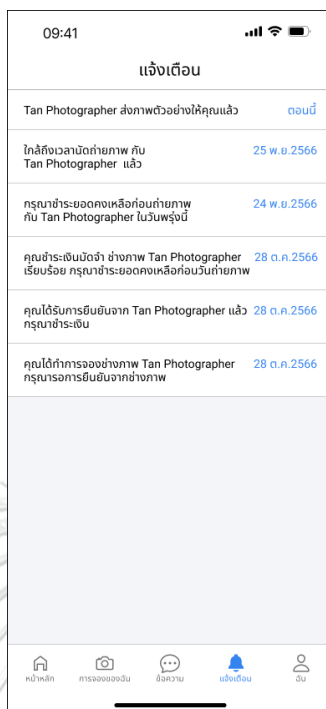 09:41
แจ้งเตือน
Tan Photographer ส่งภาพตัวอย่างให้คุณแล้ว ตอนนี้
ใกล้ถึงเวลานัดถ่ายภาพ กับ 25 พ.ย.2566
Tan Photographer แล้ว
กรุณาชำระยอดคงเหลือก่อนถ่ายภาพ 24 พ.ย.2566
กับ Tan Photographer ในวันพรุ่งนี้
คุณชำระเงินมัดจำ ช่างภาพ Tan Photographer 28 ต.ค.2566
เรียบร้อย กรุณาชำระยอดคงเหลือก่อนวันถ่ายภาพ
คุณได้รับการยืนยันจาก Tan Photographer แล้ว 28 ต.ค.2566
กรุณาชำระเงิน
คุณได้ทำการจองช่างภาพ Tan Photographer 28 ต.ค.2566
กรุณารอการยืนยันจากช่างภาพ
หน้าหลัก การจองของฉัน ข้อความ แจ้งเตือน ฉัน